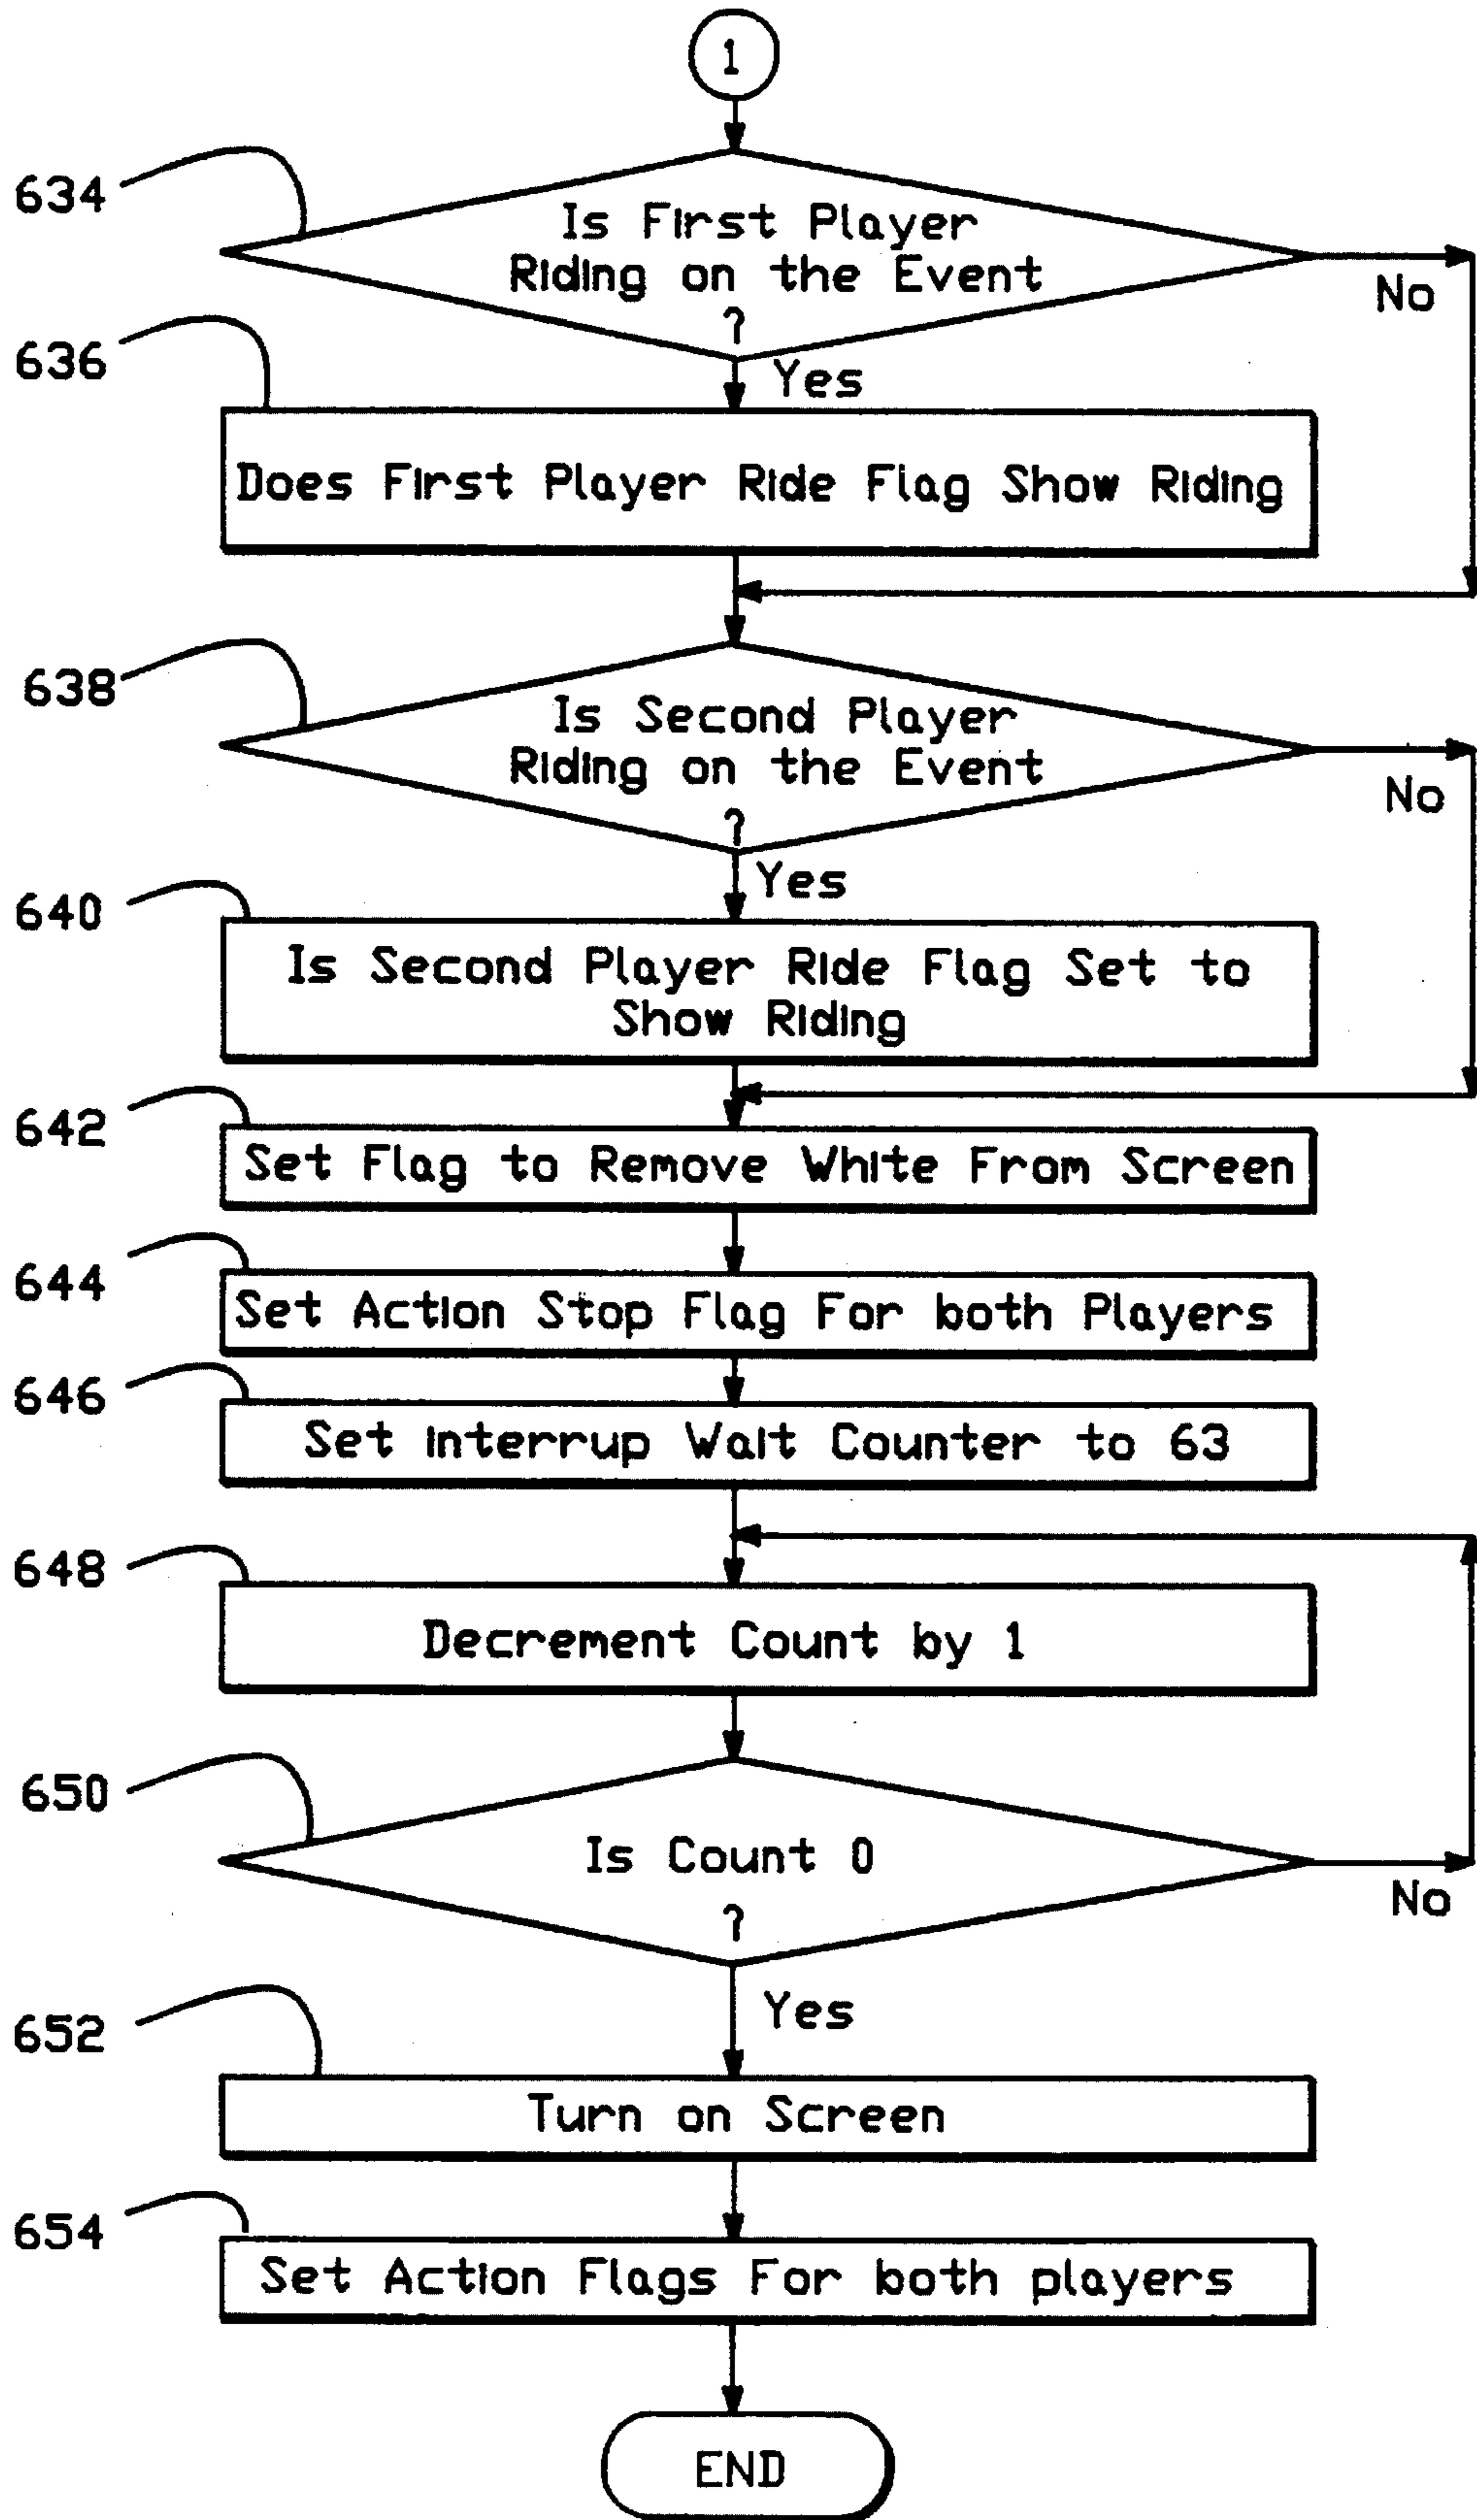 1
634
Is First Player
Riding on the Event
?
No
Yes
636
Does First Player Ride Flag Show Riding
638
Is Second Player
Riding on the Event
?
No
Yes
640
Is Second Player Ride Flag Set to
Show Riding
642
Set Flag to Remove White From Screen
644
Set Action Stop Flag For both Players
646
Set Interrup Wait Counter to 63
648
Decrement Count by 1
650
Is Count 0
?
No
Yes
652
Turn on Screen
654
Set Action Flags For both players
END